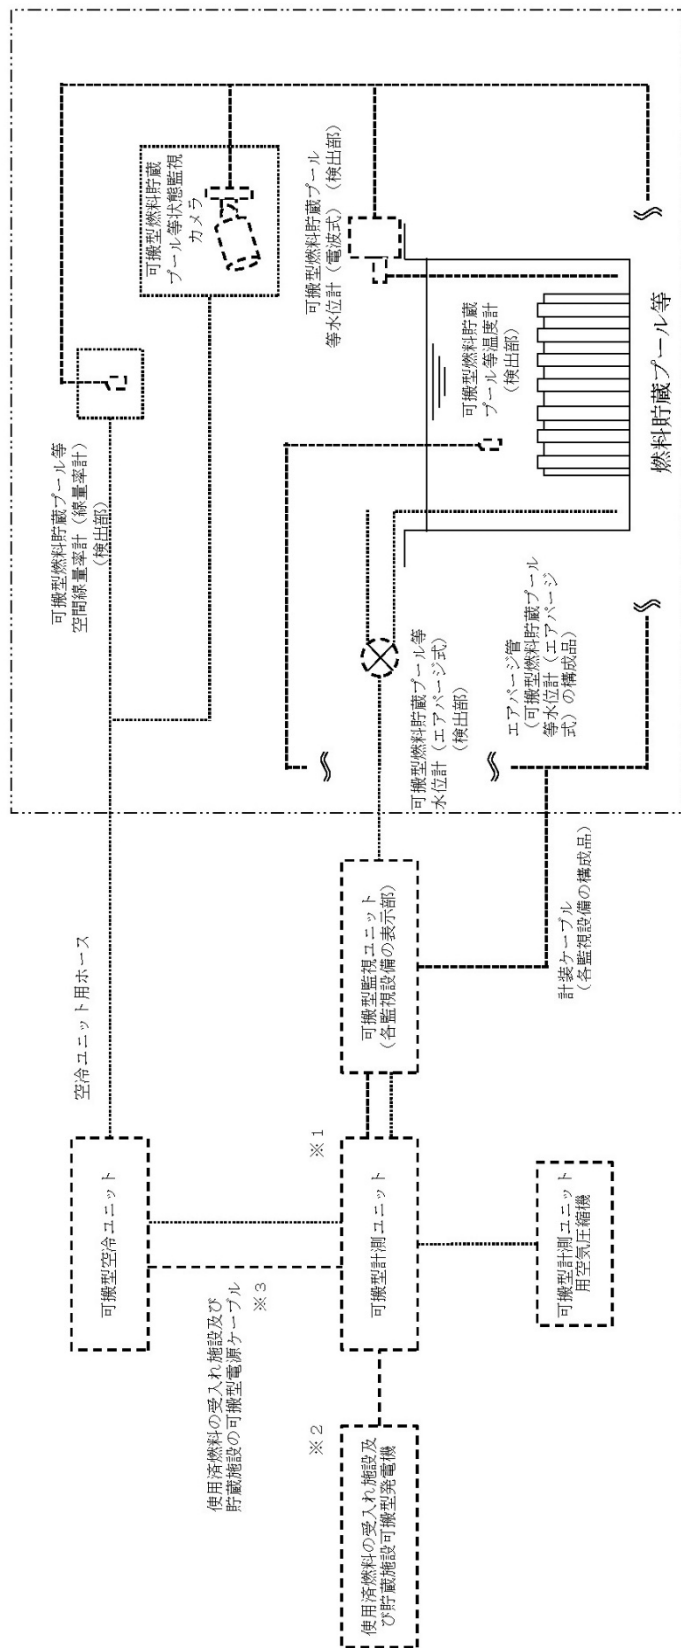 可搬型空冷ユニット
空冷ユニット用ホース
可搬型燃料貯蔵プール等
空間線量率計（線量率計）
（検出部）
可搬型燃料貯蔵
プール等状態監視
カメラ
使用済燃料の受入れ施設及び
貯蔵施設の可搬型電源ケーブル
※３
※１
※２
使用済燃料の受入れ施設及
び貯蔵施設可搬型発電機
可搬型計測ユニット
可搬型監視ユニット
（各監視設備の表示部）
可搬型計測ユニット
用空気圧縮機
計装ケーブル
（各監視設備の構成品）
可搬型燃料貯蔵プール等
水位計（エアパージ式）
（検出部）
エアパージ管
（可搬型燃料貯蔵プール
等水位計（エアパージ
式）の構成品）
可搬型燃料貯蔵プール
等水位計（電波式）（検出部）
可搬型燃料貯蔵
プール等温度計
（検出部）
燃料貯蔵プール等